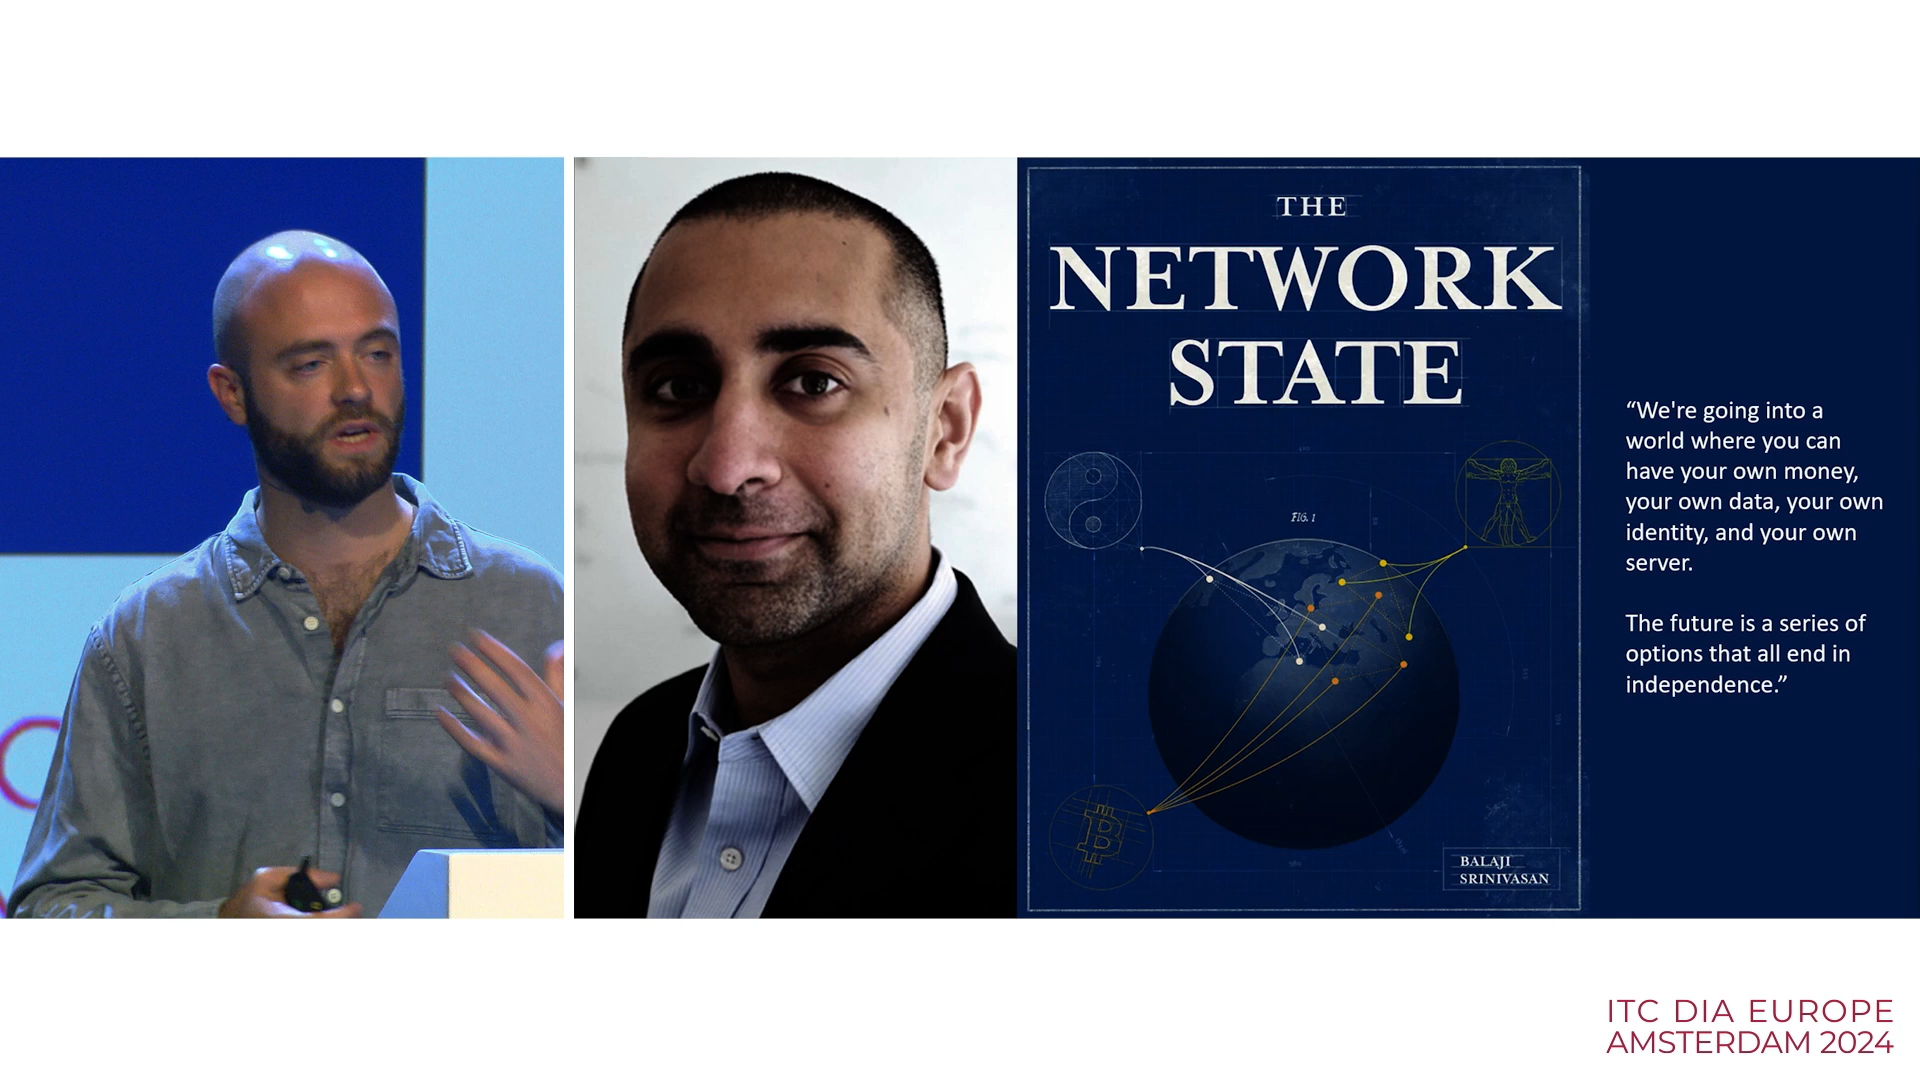 THE
NETWORK
STATE
FIG. 1
BALAJI
SRINIVASAN
“We're going into a
world where you can
have your own money,
your own data, your own
identity, and your own
server.
The future is a series of
options that all end in
independence.”
ITC DIA EUROPE
AMSTERDAM 2024